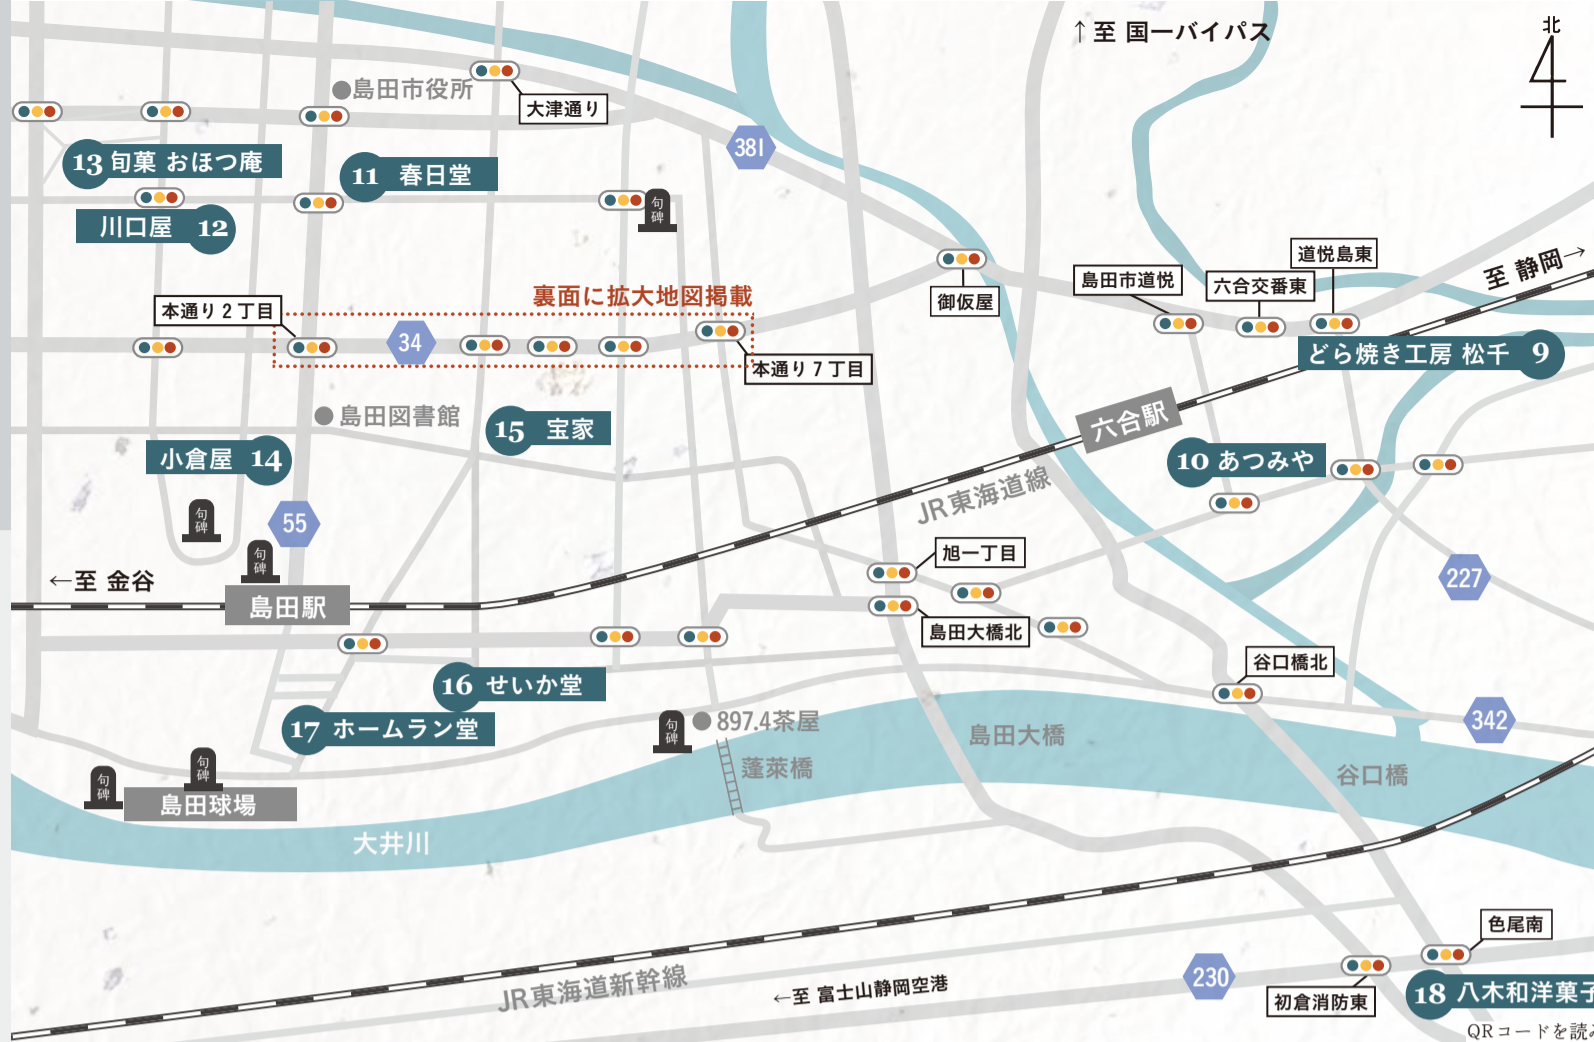 ↑至 国一バイパス
北
島田市役所
大津通り
381
13 旬菓 おほつ庵
11 春日堂
句碑
川口屋 12
道悦島東
至 静岡→
島田市道悦
六合交番東
御仮屋
裏面に拡大地図掲載
本通り2丁目
34
本通り7丁目
どら焼き工房 松千 9
島田図書館
15 宝家
六合駅
小倉屋 14
10 あつみや
JR東海道線
句碑
55
句碑
旭一丁目
←至 金谷
227
島田駅
島田大橋北
谷口橋北
16 せいか堂
342
17 ホームラン堂
句碑
897.4茶屋
島田大橋
蓬莱橋
谷口橋
句碑
句碑
島田球場
大井川
色尾南
JR東海道新幹線
←至 富士山静岡空港
230
初倉消防東
18 八木和洋菓子
QRコードを読み